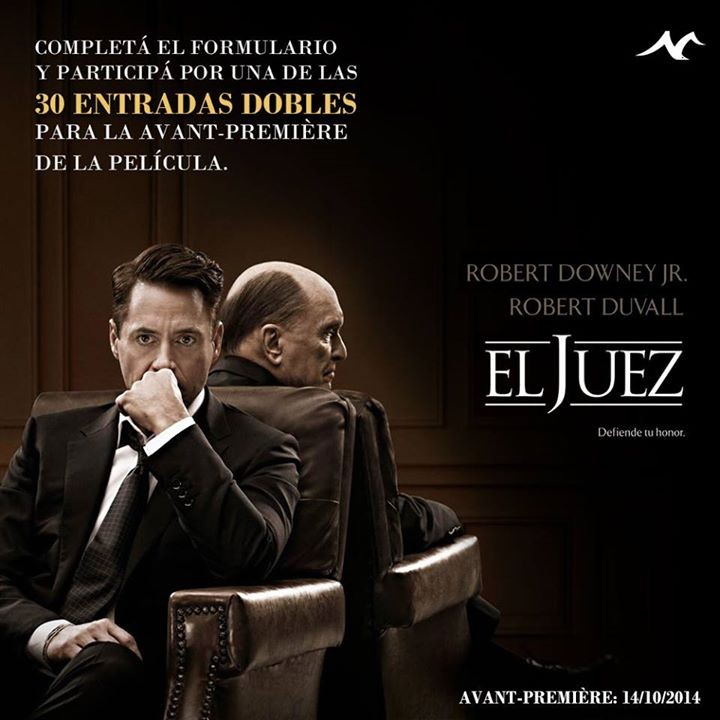 COMPLETÁ EL FORMULARIO
Y PARTICIPÁ POR UNA DE LAS
30 ENTRADAS DOBLES
PARA LA AVANT-PREMIÈRE
DE LA PELÍCULA.
ROBERT DOWNEY JR.
ROBERT DUVALL
EL JUEZ
Defiende tu honor.
AVANT-PREMIÈRE: 14/10/2014